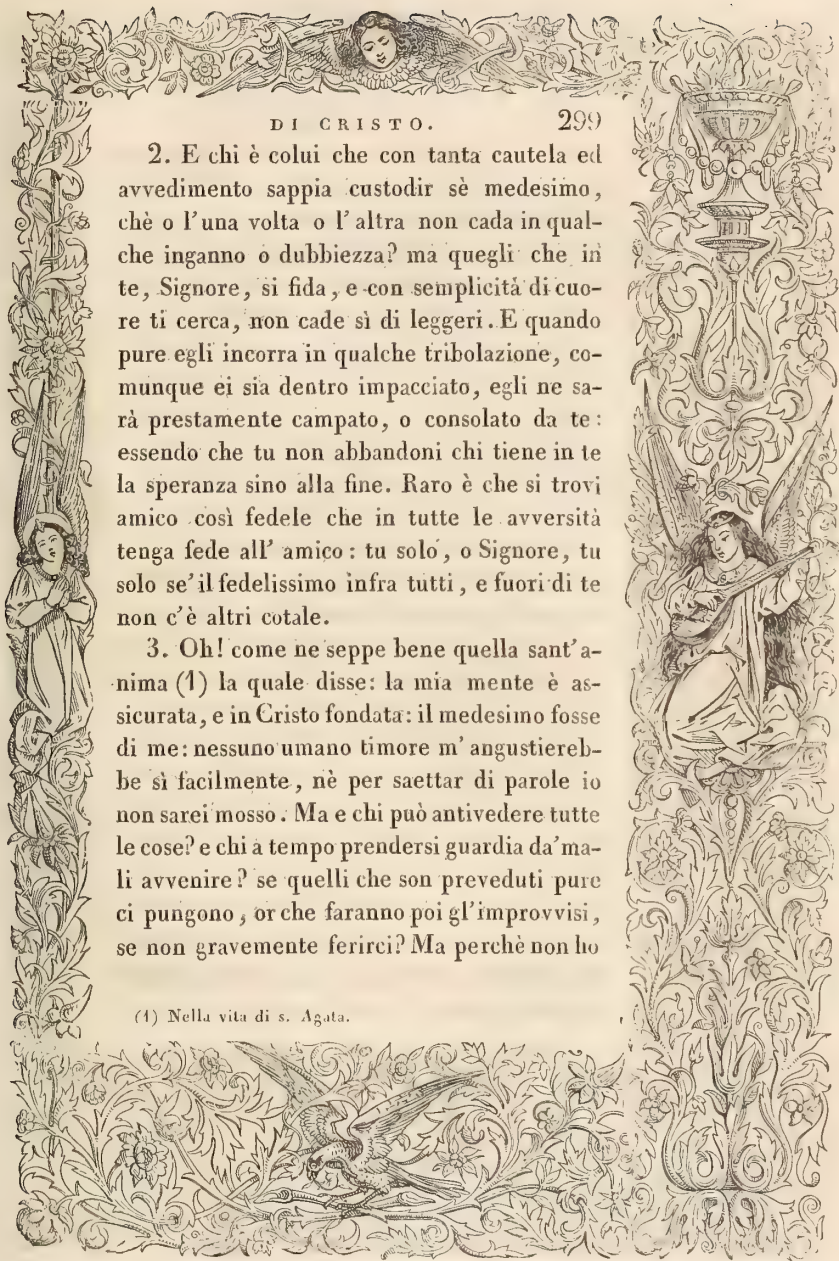 DI CRISTO. 299
2. E chi è colui che con tanta cautela ed
avvedimento sappia custodir sè medesimo,
chè o l'una volta o l'altra non cada in qual-
che inganno o dubbiezza? ma quegli che in
te, Signore, si fida, e con semplicità di cuo-
re ti cerca, non cade sì di leggeri. E quando
pure egli incorra in qualche tribolazione, co-
munque ei sia dentro impacciato, egli ne sa-
rà prestamente campato, o consolato da te:
essendo che tu non abbandoni chi tiene in te
la speranza sino alla fine. Raro è che si trovi
amico così fedele che in tutte le avversità
tenga fede all' amico: tu solo, o Signore, tu
solo se' il fedelissimo infra tutti, e fuori di te
non c'è altri cotale.
3. Oh! come ne seppe bene quella sant'a-
nima (1) la quale disse: la mia mente è as-
sicurata, e in Cristo fondata: il medesimo fosse
di me: nessuno umano timore m' angustiereb-
be sì facilmente, nè per saettar di parole io
non sarei mosso. Ma e chi può antivedere tutte
le cose? e chi a tempo prendersi guardia da'ma-
li avvenire? se quelli che son preveduti pure
ci pungono, or che faranno poi gl'improvvisi,
se non gravemente ferirci? Ma perchè non ho
(1) Nella vita di s. Agata.